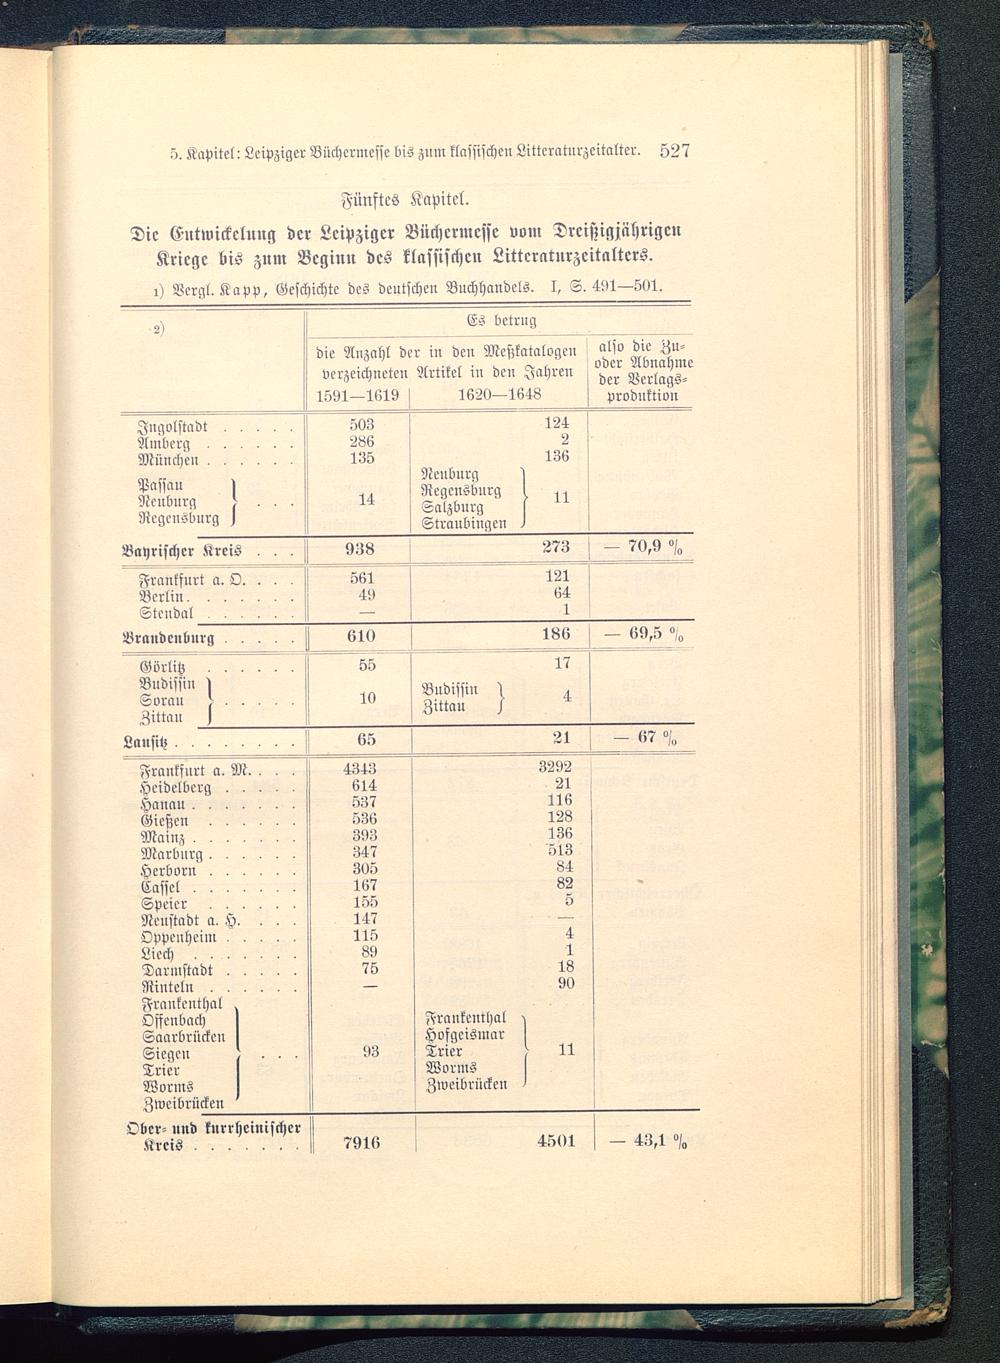 5. Kapitel: Leipziger Büchermesse bis zum klassischen Litteraturzeitalter. 527
Fünftes Kapitel.
Die Entwickelung der Leipziger Büchermesse vom Dreißigjährigen
Kriege bis zum Beginn des klassischen Litteraturzeitalters.
1) Vergl. Kapp, Geschichte des deutschen Buchhandels. I, S. 491—501.
2)
Es betrug
die Anzahl der in den Meßkatalogen
verzeichneten Artikel in den Jahren
1591—1619 1620—1648
also die Zu-
oder Abnahme
der Verlags-
produktion
Ingolstadt . . . . . 503 124
Amberg . . . . . . 286 2
München . . . . . . 135 136
Passau
Neuburg
Regensburg
. . . 14
Neuburg
Regensburg
Salzburg
Straubingen
11
Bayrischer Kreis . . . 938 273 — 70,9 %
Frankfurt a. O. . . . 561 121
Berlin . . . . . . . 49 64
Stendal . . . . . . — 1
Brandenburg . . . . . 610 186 — 69,5 %
Görlitz . . . . . . 55 17
Budissin
Sorau
Zittau
. . . . . 10
Budissin
Zittau
4
Lausitz . . . . . . . . 65 21 — 67 %
Frankfurt a. M. . . . 4343 3292
Heidelberg . . . . . 614 21
Hanau . . . . . . . 537 116
Gießen . . . . . . 536 128
Mainz . . . . . . . 393 136
Marburg . . . . . . 347 513
Herborn . . . . . . 305 84
Cassel . . . . . . . 167 82
Speier . . . . . . 155 5
Neustadt a. H. . . . 147 —
Oppenheim . . . . . 115 4
Liech . . . . . . . 89 1
Darmstadt . . . . . 75 18
Rinteln . . . . . . — 90
Frankenthal
Offenbach
Saarbrücken
Siegen
Trier
Worms
Zweibrücken
. . . 93
Frankenthal
Hofgeismar
Trier
Worms
Zweibrücken
11
Ober- und kurrheinischer
Kreis . . . . . . . 7916 4501 — 43,1 %